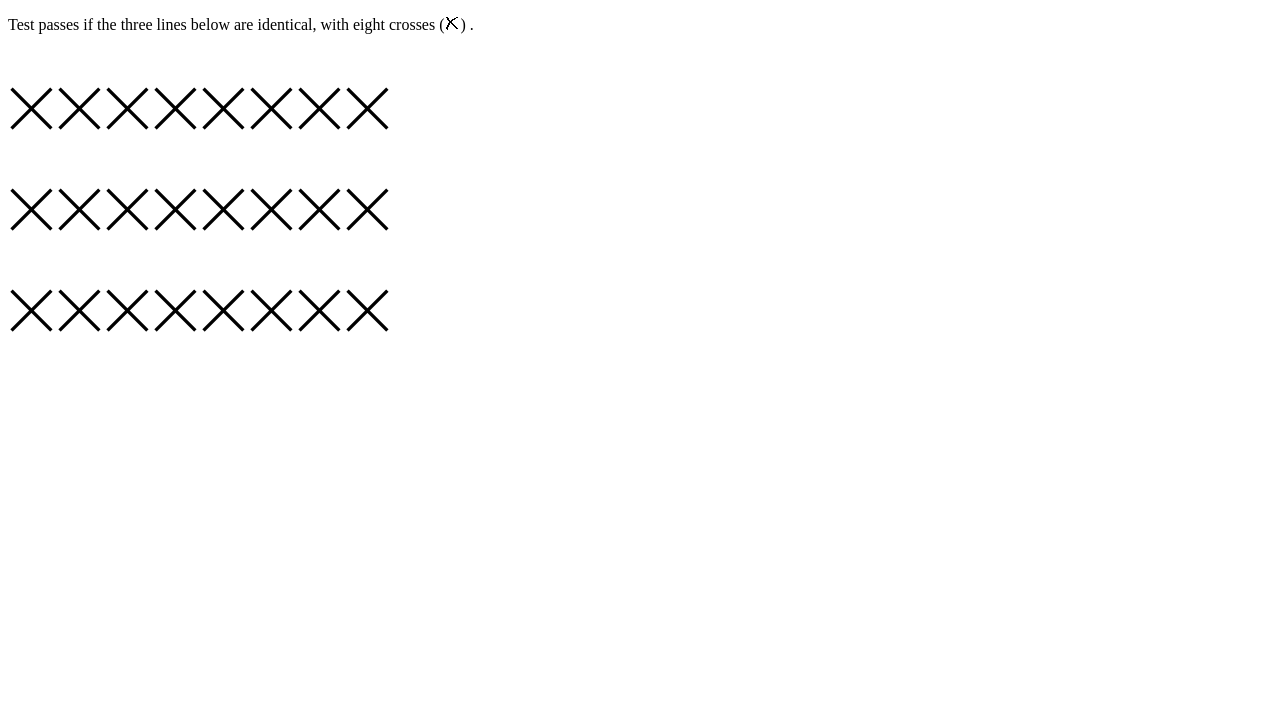 Test passes if the three lines below are identical, with eight crosses (☓) .
☓☓☓☓☓☓☓☓
☓☓☓☓☓☓☓☓
☓☓☓☓☓☓☓☓